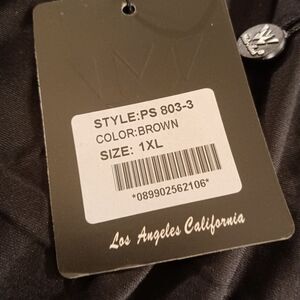 STYLE:PS 803-3
COLOR:BROWN
SIZE: 1XL
*089902562106*
Los Angeles California